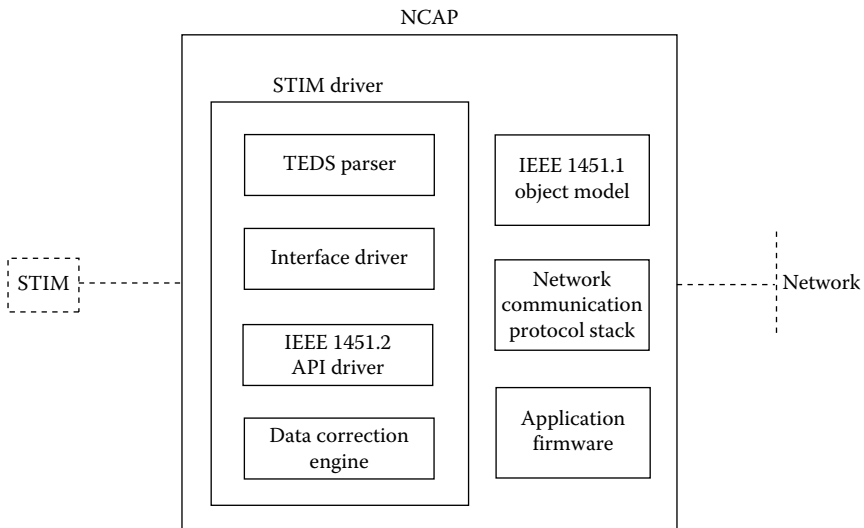 NCAP
STIM driver
TEDS parser
Interface driver
IEEE 1451.2
API driver
Data correction
engine
IEEE 1451.1
object model
Network
communication
protocol stack
Application
firmware
STIM
Network